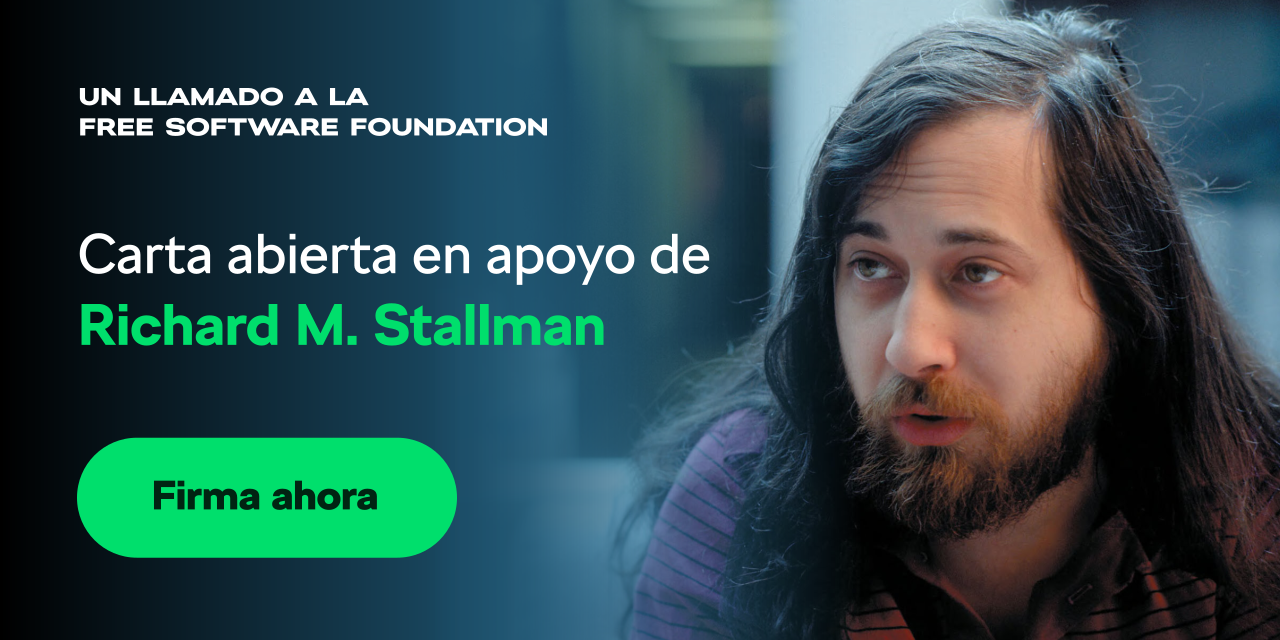 UN LLAMADO A LA
FREE SOFTWARE FOUNDATION
Carta abierta en apoyo de
Richard M. Stallman
Firma ahora